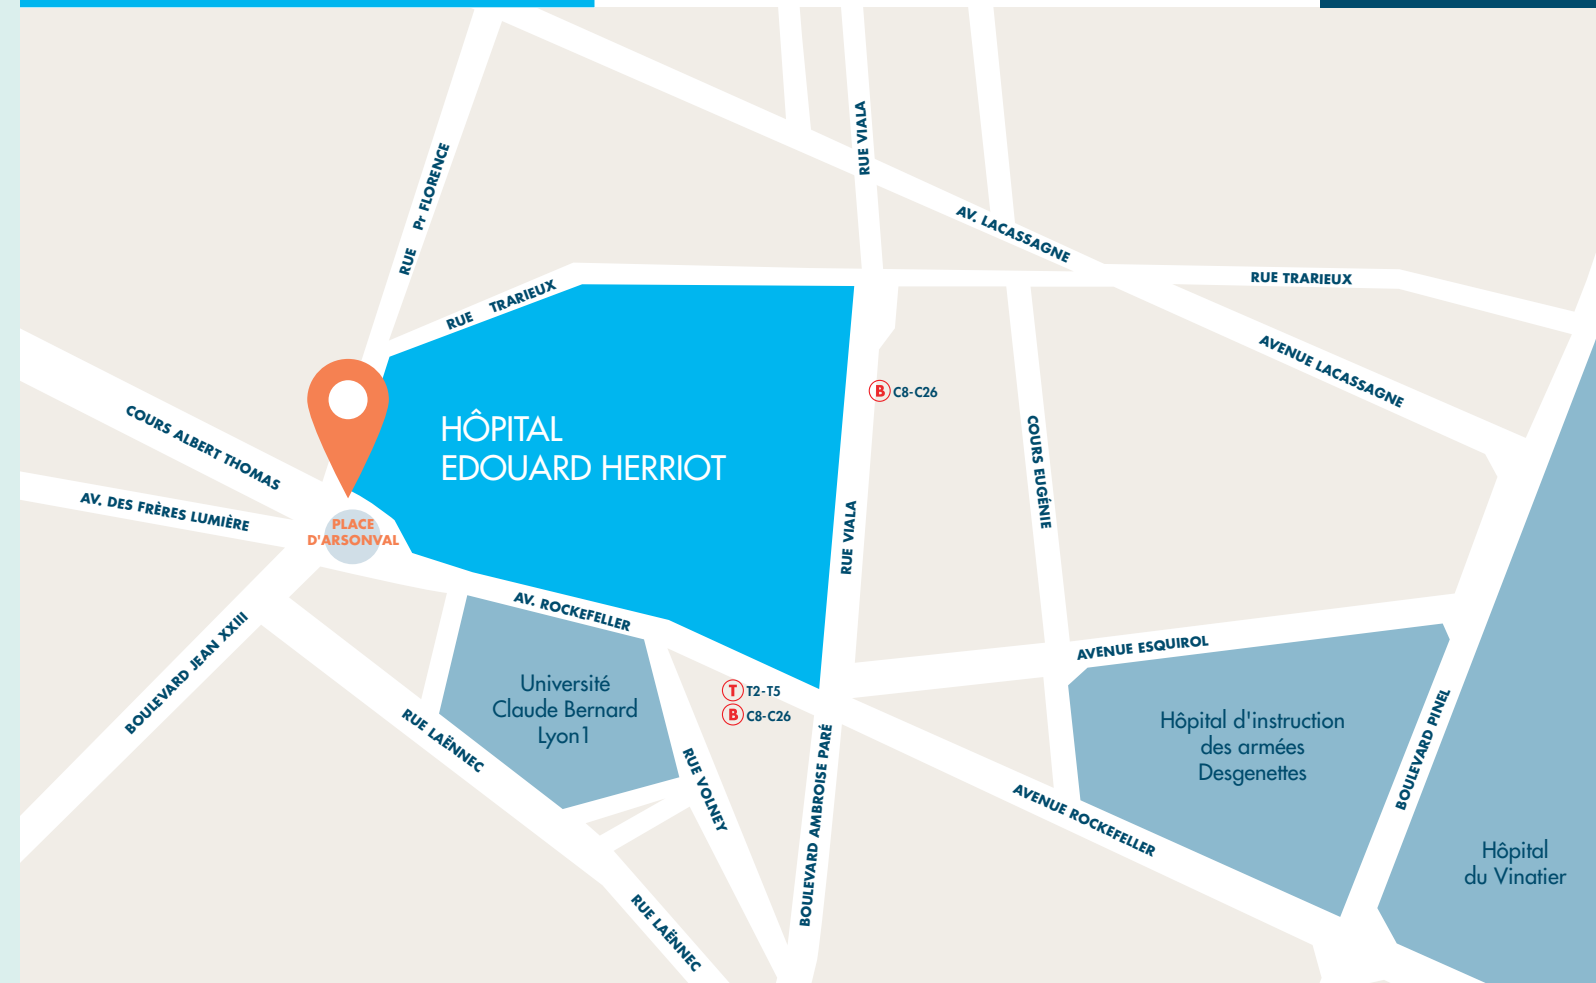 RUE VIALA
RUE Pr FLORENCE
AV. LACASSAGNE
RUE TRARIEUX
RUE TRARIEUX
AVENUE LACASSAGNE
B C8-C26
COURS ALBERT THOMAS
HÔPITAL
EDOUARD HERRIOT
COURS EUGÉNIE
AV. DES FRÈRES LUMIÈRE
PLACE
D'ARSONVAL
RUE VIALA
AV. ROCKEFELLER
BOULEVARD JEAN XXIII
AVENUE ESQUIROL
Université
Claude Bernard
Lyon1
T T2-T5
B C8-C26
RUE LAËNNEC
RUE VOLNEY
BOULEVARD AMBROISE PARÉ
Hôpital d'instruction
des armées
Desgenettes
BOULEVARD PINEL
AVENUE ROCKEFELLER
Hôpital
du Vinatier
RUE LAËNNEC